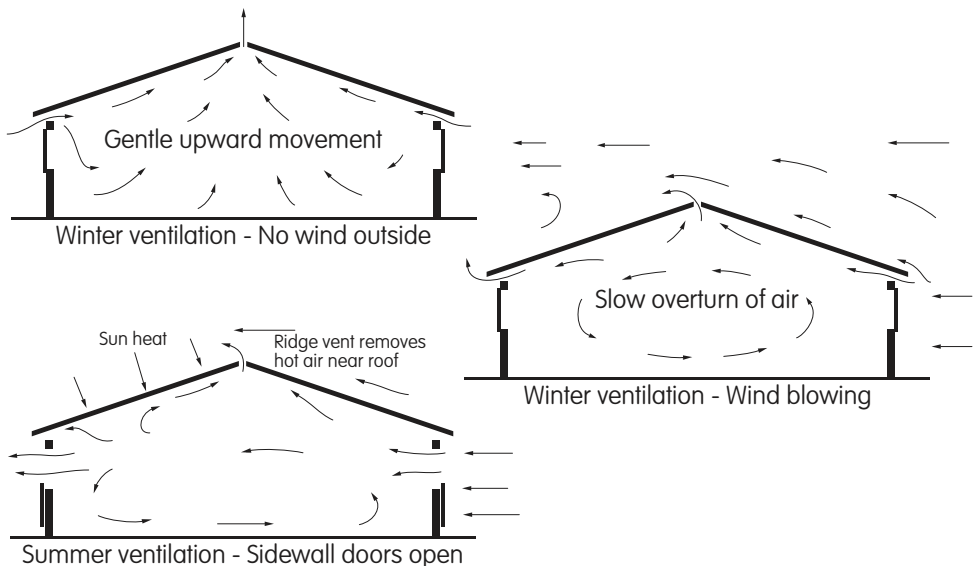 Gentle upward movement
Winter ventilation - No wind outside
Slow overturn of air
Winter ventilation - Wind blowing
Sun heat
Ridge vent removes
hot air near roof
Summer ventilation - Sidewall doors open